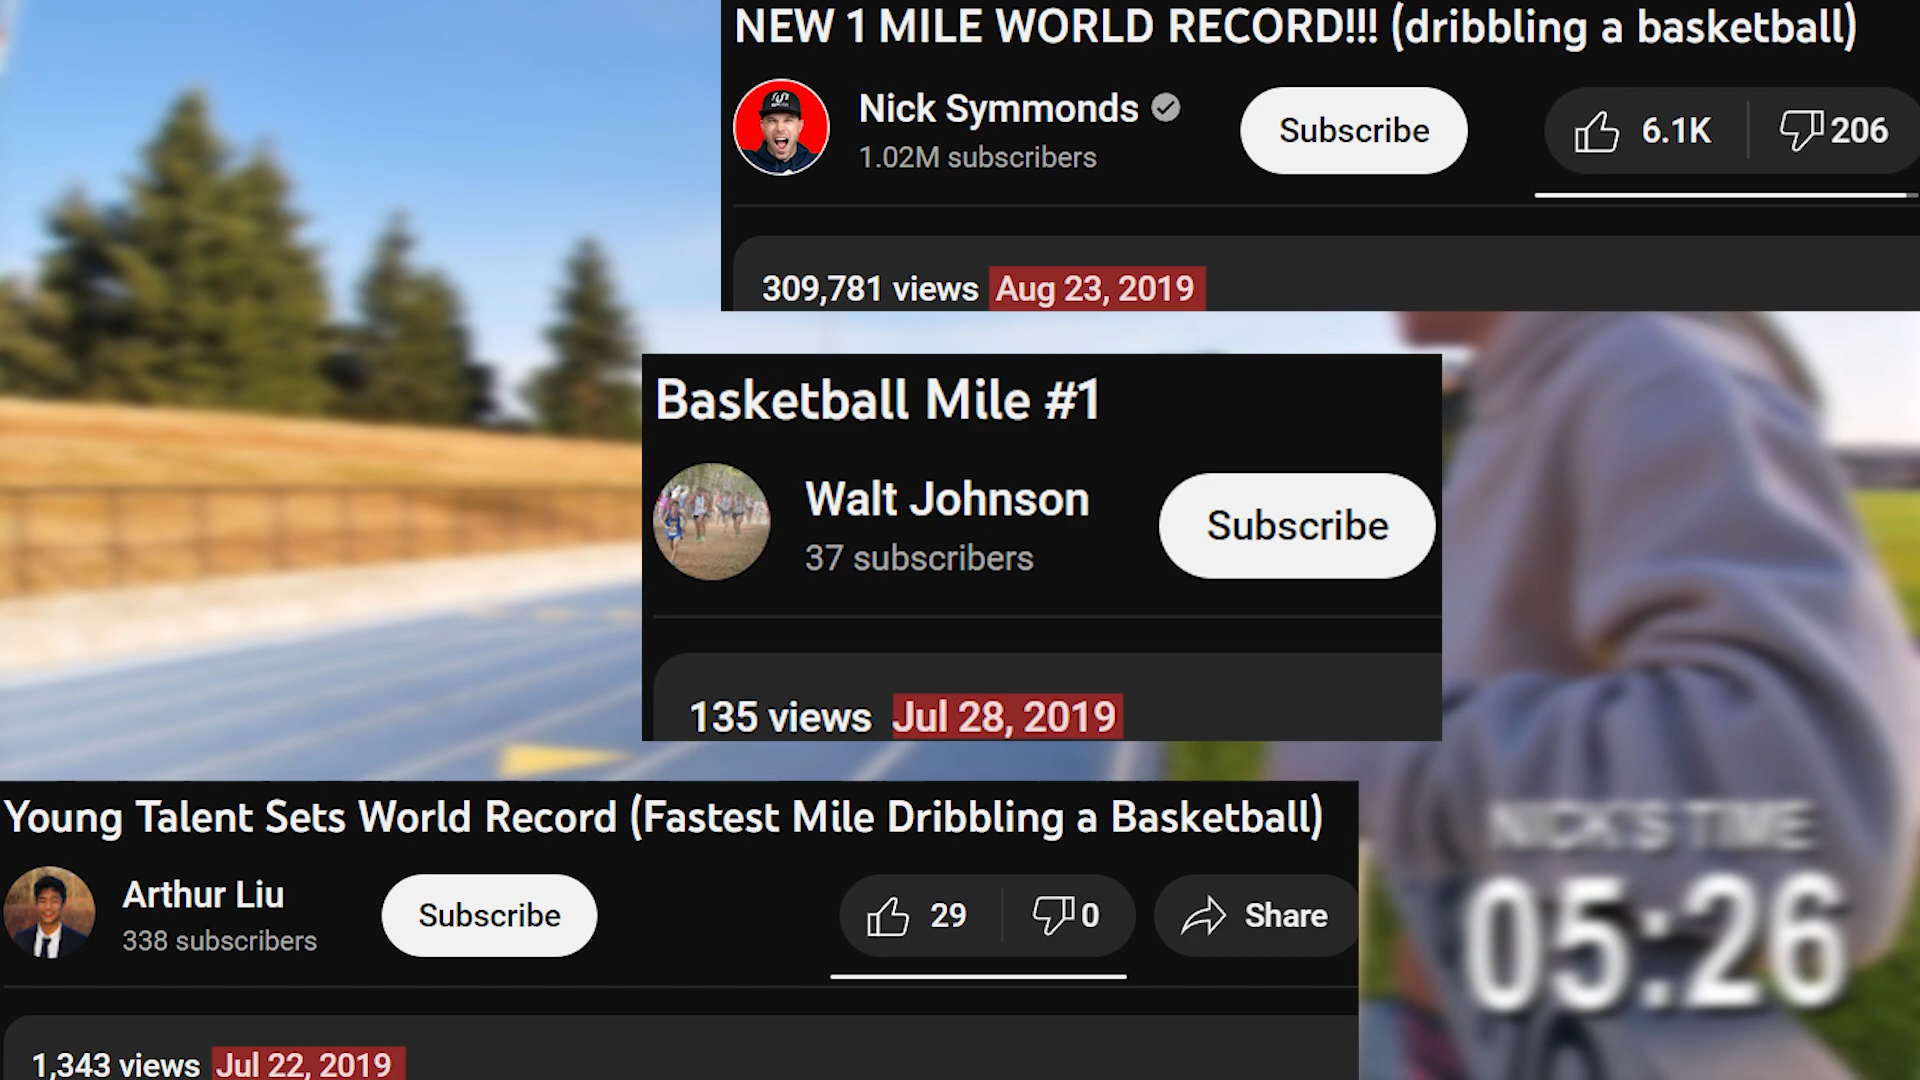 NEW 1 MILE WORLD RECORD!!! (dribbling a basketball)
Nick Symmonds
1.02M subscribers
Subscribe
6.1K
206
309,781 views Aug 23, 2019
Basketball Mile #1
Walt Johnson
37 subscribers
Subscribe
135 views Jul 28, 2019
Young Talent Sets World Record (Fastest Mile Dribbling a Basketball)
Arthur Liu
338 subscribers
Subscribe
29
0
Share
1,343 views Jul 22, 2019
NICK'S TIME
05:26